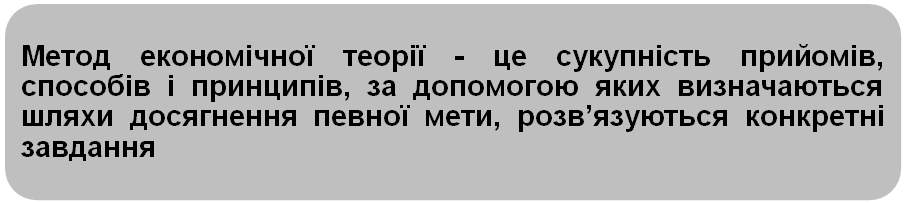 Метод економічної теорії - це сукупність прийомів,
способів і принципів, за допомогою яких визначаються
шляхи досягнення певної мети, розв’язуються конкретні
завдання